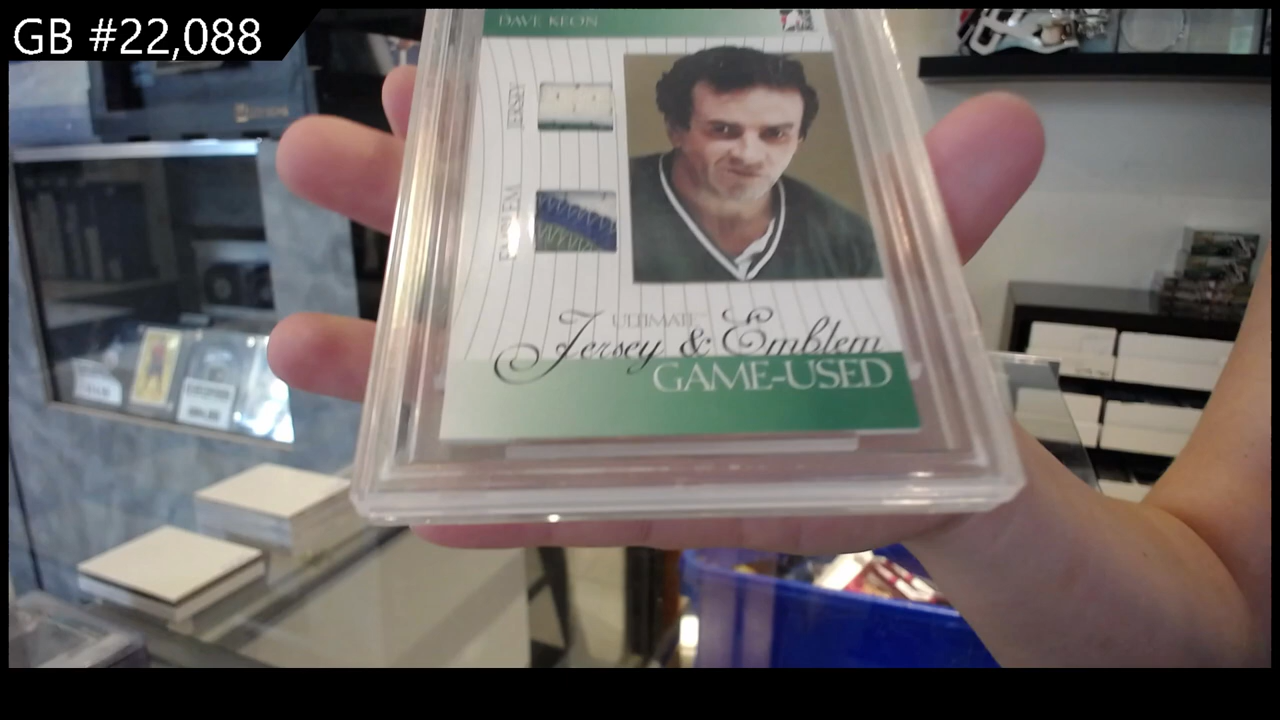 GB #22,088
DAVE KEON
JERSEY
EMBLEM
ULTIMATE
Jersey & Emblem
GAME-USED